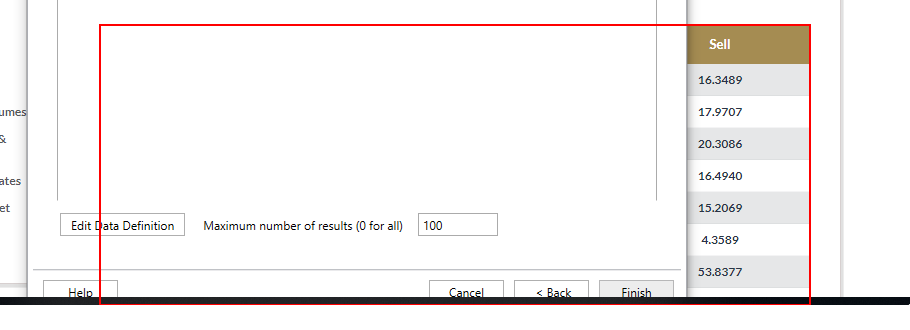 Sell
16.3489
umes
17.9707
&
20.3086
ates
16.4940
et
15.2069
Edit Data Definition
Maximum number of results (0 for all)
100
4.3589
53.8377
Help
Cancel
< Back
Finish